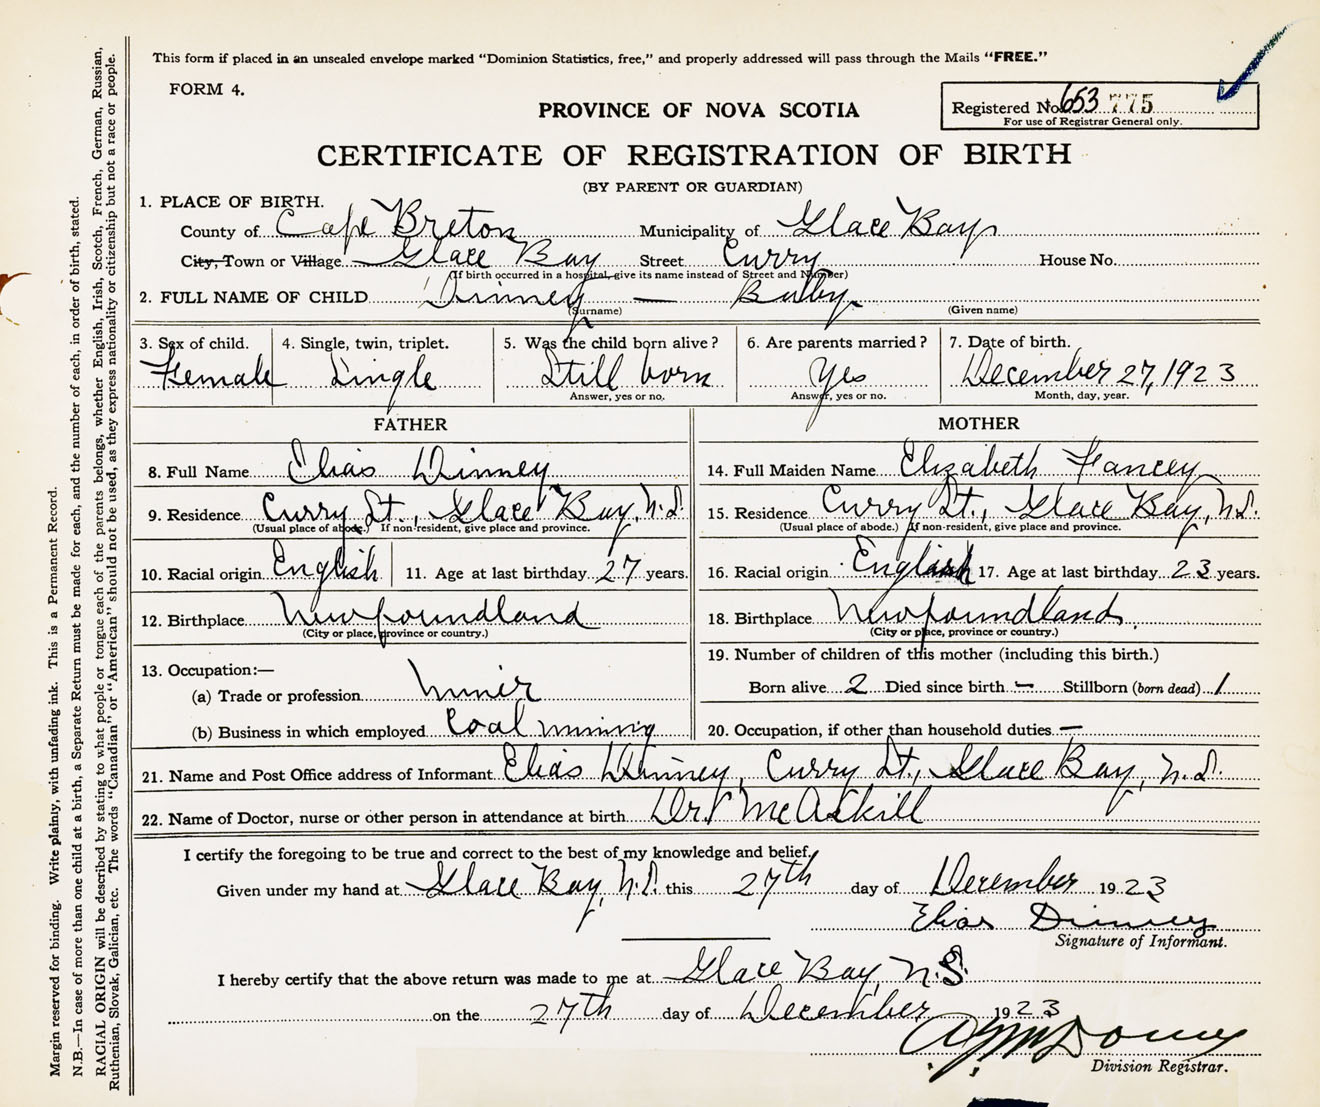 This form if placed in an unsealed envelope marked "Dominion Statistics, free," and properly addressed will pass through the Mails "FREE."
FORM 4.
Registered No. 653 775
For use of Registrar General only.
PROVINCE OF NOVA SCOTIA
CERTIFICATE OF REGISTRATION OF BIRTH
(BY PARENT OR GUARDIAN)
1. PLACE OF BIRTH.
County of Cape Breton Municipality of Glace Bay
City, Town or Village Glace Bay Street Curry House No.
(If birth occurred in a hospital, give its name instead of Street and Number)
2. FULL NAME OF CHILD Dinney — Baby
(Surname) (Given name)
3. Sex of child. 4. Single, twin, triplet. 5. Was the child born alive? 6. Are parents married? 7. Date of birth.
Female Single Still born Yes December 27, 1923
Answer, yes or no. Answer, yes or no. Month, day, year.
FATHER MOTHER
8. Full Name Elias Dinney 14. Full Maiden Name Elizabeth Fancey
9. Residence Curry St., Glace Bay, N.S. 15. Residence Curry St., Glace Bay, N.S.
(Usual place of abode.) If non-resident, give place and province. (Usual place of abode.) If non-resident, give place and province.
10. Racial origin English 11. Age at last birthday 27 years. 16. Racial origin English 17. Age at last birthday 23 years.
12. Birthplace Newfoundland 18. Birthplace Newfoundland
(City or place, province or country.) (City or place, province or country.)
13. Occupation:— 19. Number of children of this mother (including this birth.)
(a) Trade or profession Miner Born alive 2 Died since birth — Stillborn (born dead) 1
(b) Business in which employed Coal mining 20. Occupation, if other than household duties —
21. Name and Post Office address of Informant Elias Dinney, Curry St., Glace Bay, N.S.
22. Name of Doctor, nurse or other person in attendance at birth Dr. McAskill
I certify the foregoing to be true and correct to the best of my knowledge and belief.
Given under my hand at Glace Bay, N.S. this 27th day of December 1923
Elias Dinney
Signature of Informant.
I hereby certify that the above return was made to me at Glace Bay, N.S.
on the 27th day of December 1923
Division Registrar.
Margin reserved for binding. Write plainly, with unfading ink. This is a Permanent Record.
N.B.—In case of more than one child at a birth, a Separate Return must be made for each, and the number of each, in order of birth, stated.
RACIAL ORIGIN will be described by stating to what people or tongue each of the parents belongs, whether English, Irish, Scotch, French, German, Russian,
Ruthenian, Slovak, Galician, etc. The words "Canadian" or "American" should not be used, as they express nationality or citizenship but not a race or people.